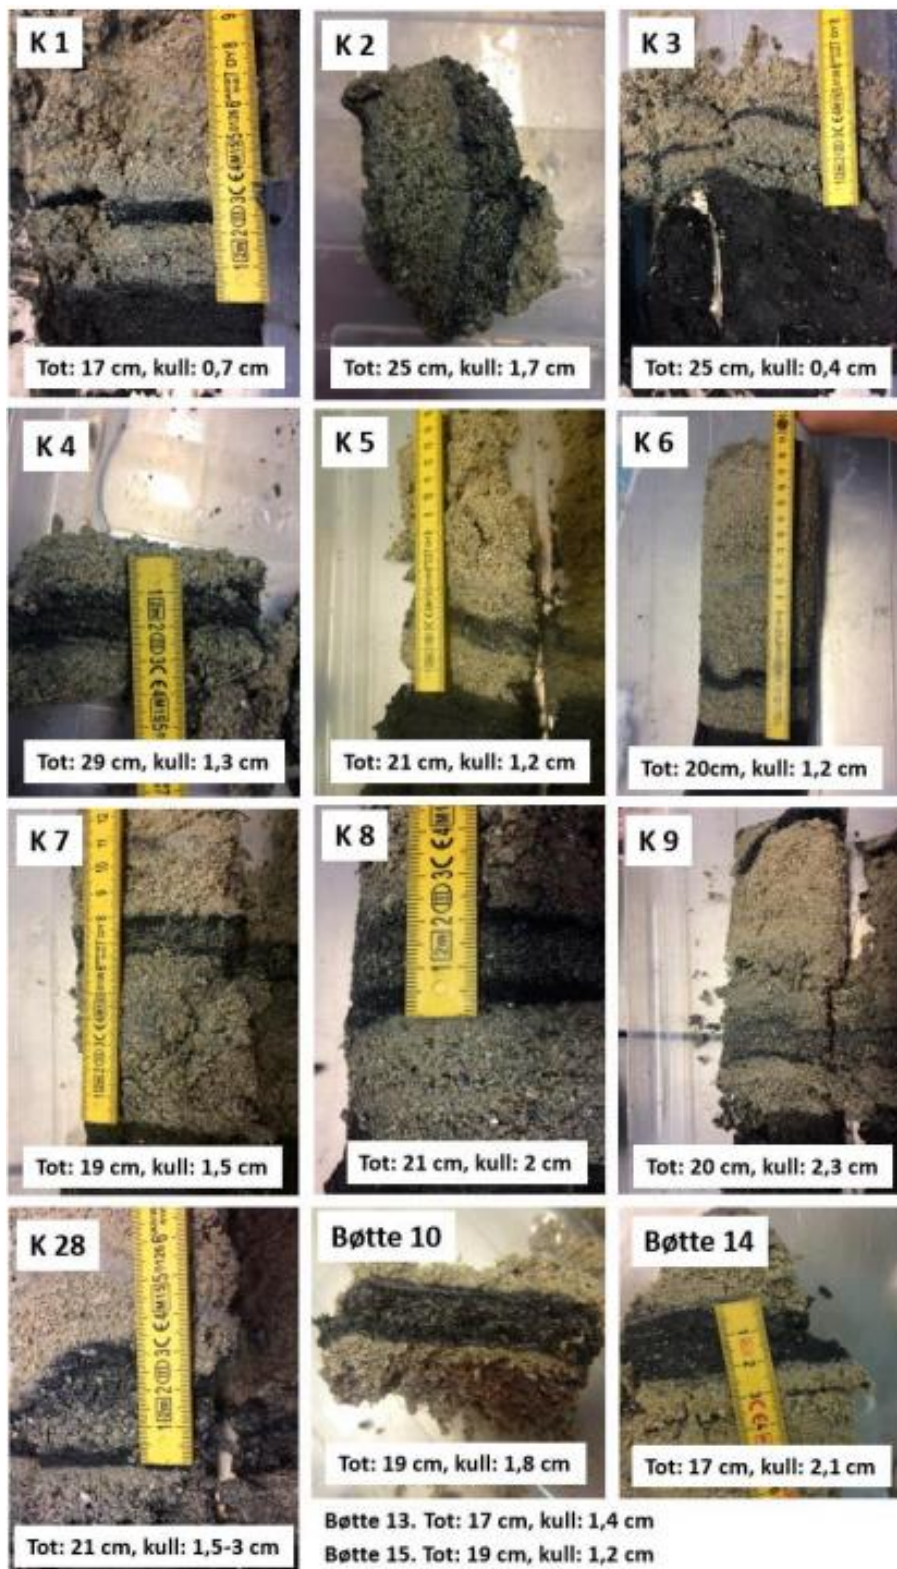 K 1
K 2
K 3
Tot: 17 cm, kull: 0,7 cm
Tot: 25 cm, kull: 1,7 cm
Tot: 25 cm, kull: 0,4 cm
K 4
K 5
K 6
Tot: 29 cm, kull: 1,3 cm
Tot: 21 cm, kull: 1,2 cm
Tot: 20cm, kull: 1,2 cm
K 7
K 8
K 9
Tot: 19 cm, kull: 1,5 cm
Tot: 21 cm, kull: 2 cm
Tot: 20 cm, kull: 2,3 cm
K 28
Bøtte 10
Bøtte 14
Tot: 21 cm, kull: 1,5-3 cm
Tot: 19 cm, kull: 1,8 cm
Tot: 17 cm, kull: 2,1 cm
Bøtte 13. Tot: 17 cm, kull: 1,4 cm
Bøtte 15. Tot: 19 cm, kull: 1,2 cm